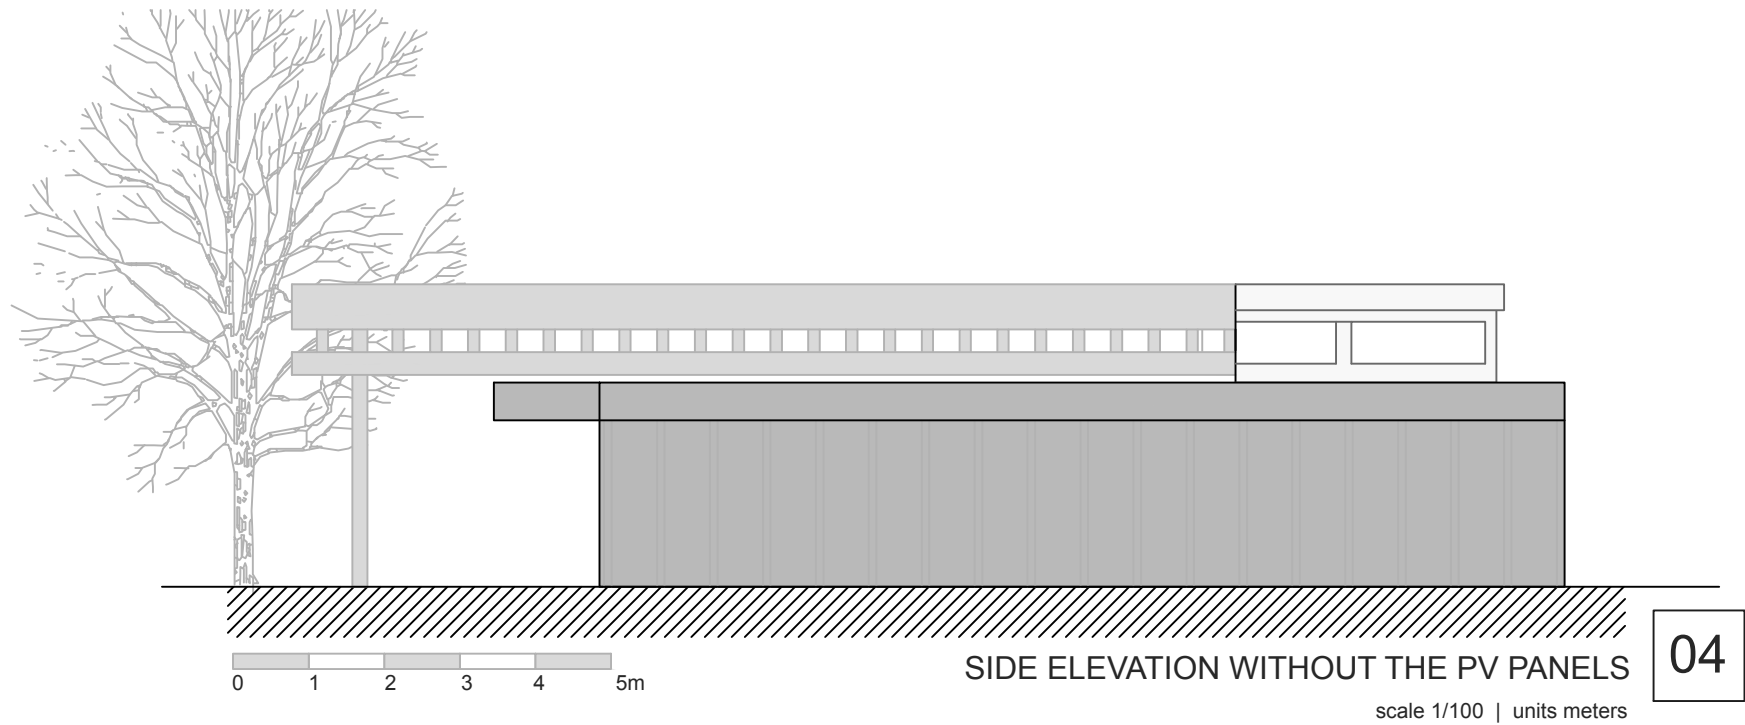 0 1 2 3 4 5m
SIDE ELEVATION WITHOUT THE PV PANELS
04
scale 1/100 | units meters